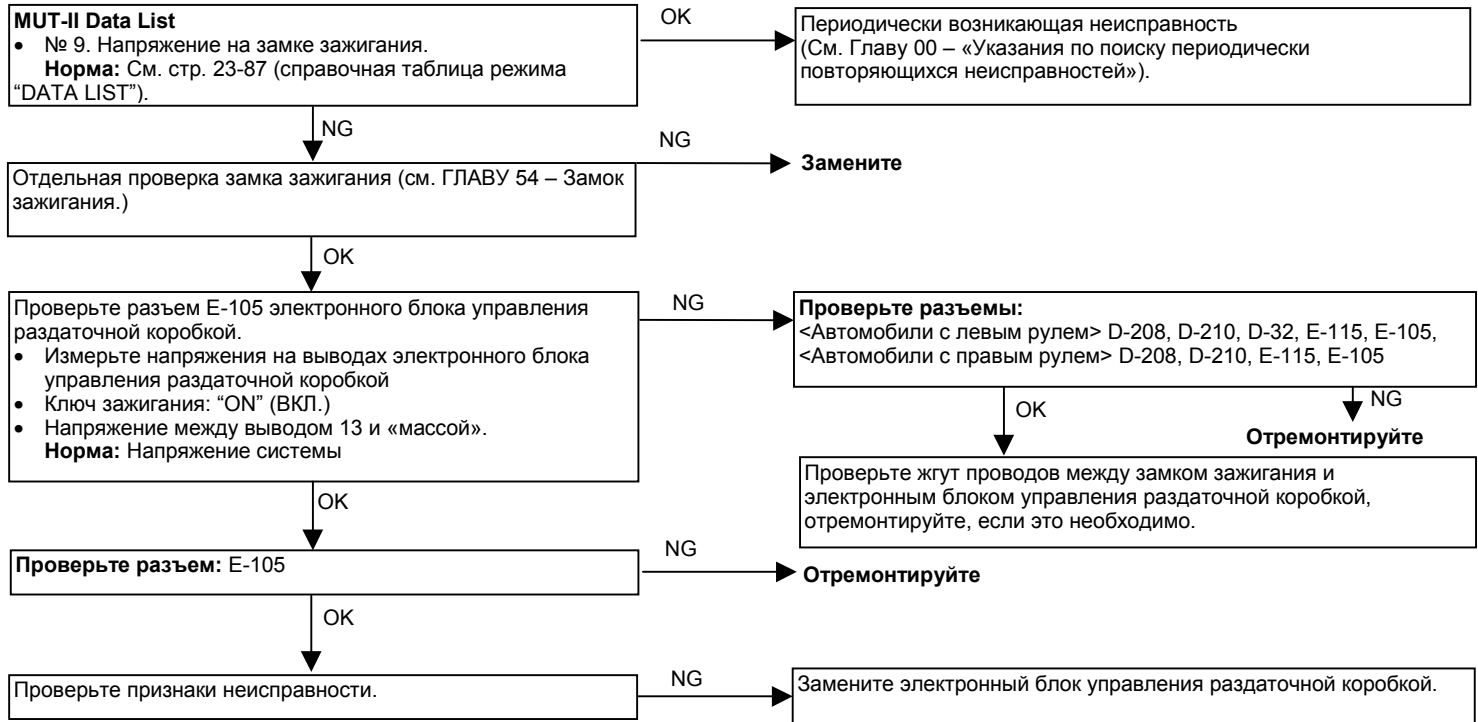 MUT-II Data List
OK
Периодически возникающая неисправность
• № 9. Напряжение на замке зажигания.
(См. Главу 00 – «Указания по поиску периодически
Норма: См. стр. 23-87 (справочная таблица режима
повторяющихся неисправностей»).
“DATA LIST”).
NG
NG
Замените
Отдельная проверка замка зажигания (см. ГЛАВУ 54 – Замок
зажигания.)
OK
Проверьте разъем E-105 электронного блока управления
раздаточной коробкой.
• Измерьте напряжения на выводах электронного блока
управления раздаточной коробкой
• Ключ зажигания: “ON” (ВКЛ.)
• Напряжение между выводом 13 и «массой».
Норма: Напряжение системы
NG
Проверьте разъемы:
<Автомобили с левым рулем> D-208, D-210, D-32, E-115, E-105,
<Автомобили с правым рулем> D-208, D-210, E-115, E-105
OK
NG
Отремонтируйте
Проверьте жгут проводов между замком зажигания и
электронным блоком управления раздаточной коробкой,
отремонтируйте, если это необходимо.
OK
Проверьте разъем: E-105
NG
Отремонтируйте
OK
Проверьте признаки неисправности.
NG
Замените электронный блок управления раздаточной коробкой.